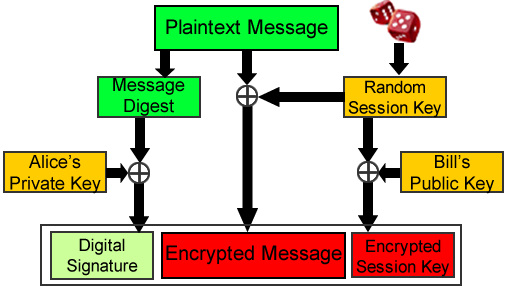 Plaintext Message
Message
Digest
Random
Session Key
Alice's
Private Key
Bill's
Public Key
Digital
Signature
Encrypted Message
Encrypted
Session Key